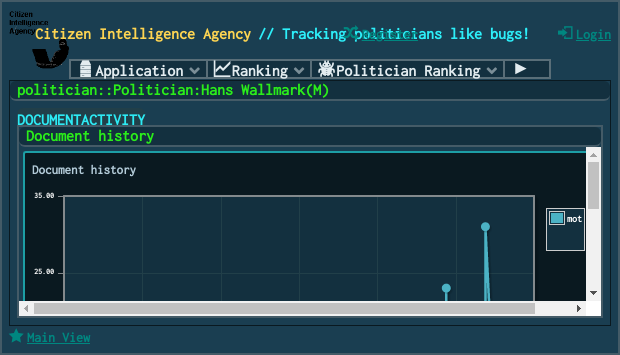 Citizen
Intelligence
Agency
Citizen Intelligence Agency // Tracking politicians like bugs!
Register
Login
Application
Ranking
Politician Ranking
politician::Politician:Hans Wallmark(M)
DOCUMENTACTIVITY
Document history
Document history
35.00
mot
25.00
Main View